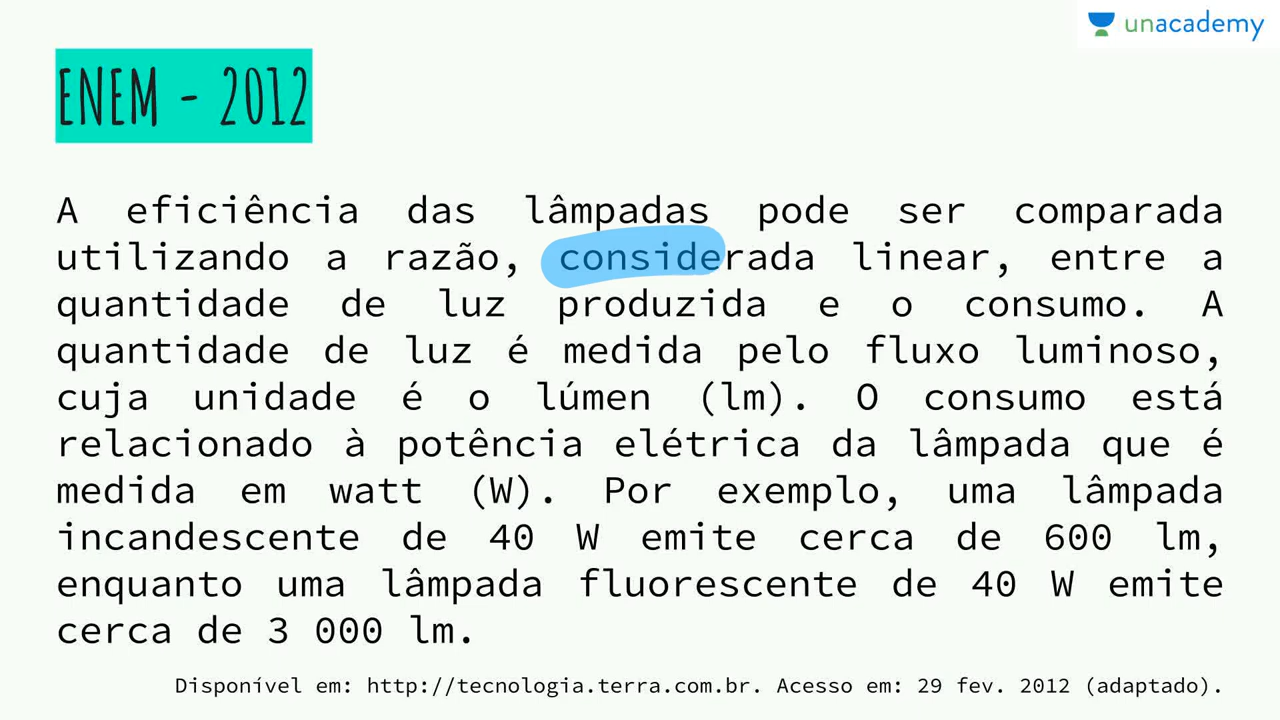 unacademy
ENEM - 2012
A eficiência das lâmpadas pode ser comparada
utilizando a razão, considerada linear, entre a
quantidade de luz produzida e o consumo. A
quantidade de luz é medida pelo fluxo luminoso,
cuja unidade é o lúmen (lm). O consumo está
relacionado à potência elétrica da lâmpada que é
medida em watt (W). Por exemplo, uma lâmpada
incandescente de 40 W emite cerca de 600 lm,
enquanto uma lâmpada fluorescente de 40 W emite
cerca de 3 000 lm.
Disponível em: http://tecnologia.terra.com.br. Acesso em: 29 fev. 2012 (adaptado).